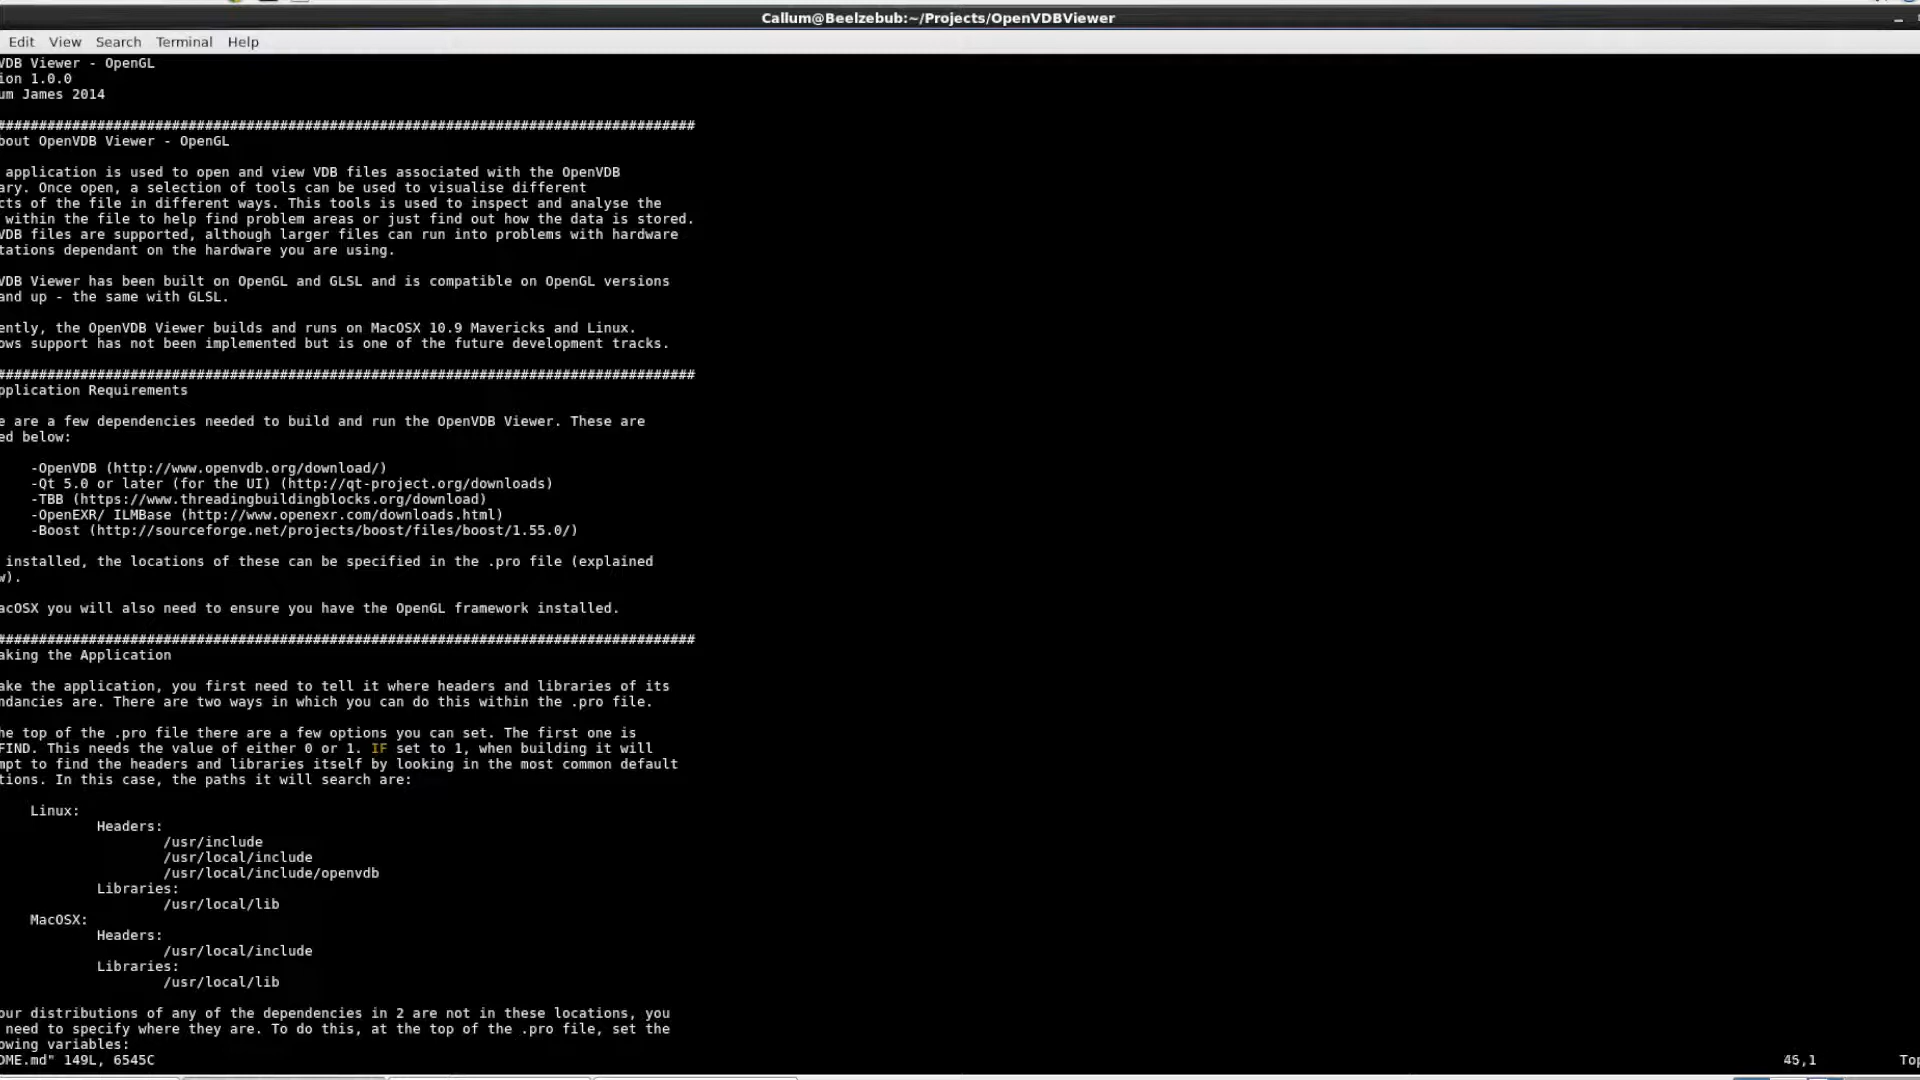 Callum@Beelzebub:~/Projects/OpenVDBViewer
Edit View Search Terminal Help
VDB Viewer - OpenGL
ion 1.0.0
um James 2014
####################################################################################
bout OpenVDB Viewer - OpenGL
application is used to open and view VDB files associated with the OpenVDB
ary. Once open, a selection of tools can be used to visualise different
cts of the file in different ways. This tools is used to inspect and analyse the
within the file to help find problem areas or just find out how the data is stored.
VDB files are supported, although larger files can run into problems with hardware
tations dependant on the hardware you are using.
VDB Viewer has been built on OpenGL and GLSL and is compatible on OpenGL versions
and up - the same with GLSL.
ently, the OpenVDB Viewer builds and runs on MacOSX 10.9 Mavericks and Linux.
ows support has not been implemented but is one of the future development tracks.
####################################################################################
pplication Requirements
e are a few dependencies needed to build and run the OpenVDB Viewer. These are
ed below:
-OpenVDB (http://www.openvdb.org/download/)
-Qt 5.0 or later (for the UI) (http://qt-project.org/downloads)
-TBB (https://www.threadingbuildingblocks.org/download)
-OpenEXR/ ILMBase (http://www.openexr.com/downloads.html)
-Boost (http://sourceforge.net/projects/boost/files/boost/1.55.0/)
installed, the locations of these can be specified in the .pro file (explained
w).
acOSX you will also need to ensure you have the OpenGL framework installed.
####################################################################################
aking the Application
ake the application, you first need to tell it where headers and libraries of its
ndancies are. There are two ways in which you can do this within the .pro file.
he top of the .pro file there are a few options you can set. The first one is
FIND. This needs the value of either 0 or 1. IF set to 1, when building it will
mpt to find the headers and libraries itself by looking in the most common default
tions. In this case, the paths it will search are:
Linux:
Headers:
/usr/include
/usr/local/include
/usr/local/include/openvdb
Libraries:
/usr/local/lib
MacOSX:
Headers:
/usr/local/include
Libraries:
/usr/local/lib
our distributions of any of the dependencies in 2 are not in these locations, you
need to specify where they are. To do this, at the top of the .pro file, set the
owing variables:
DME.md" 149L, 6545C 45,1 Top